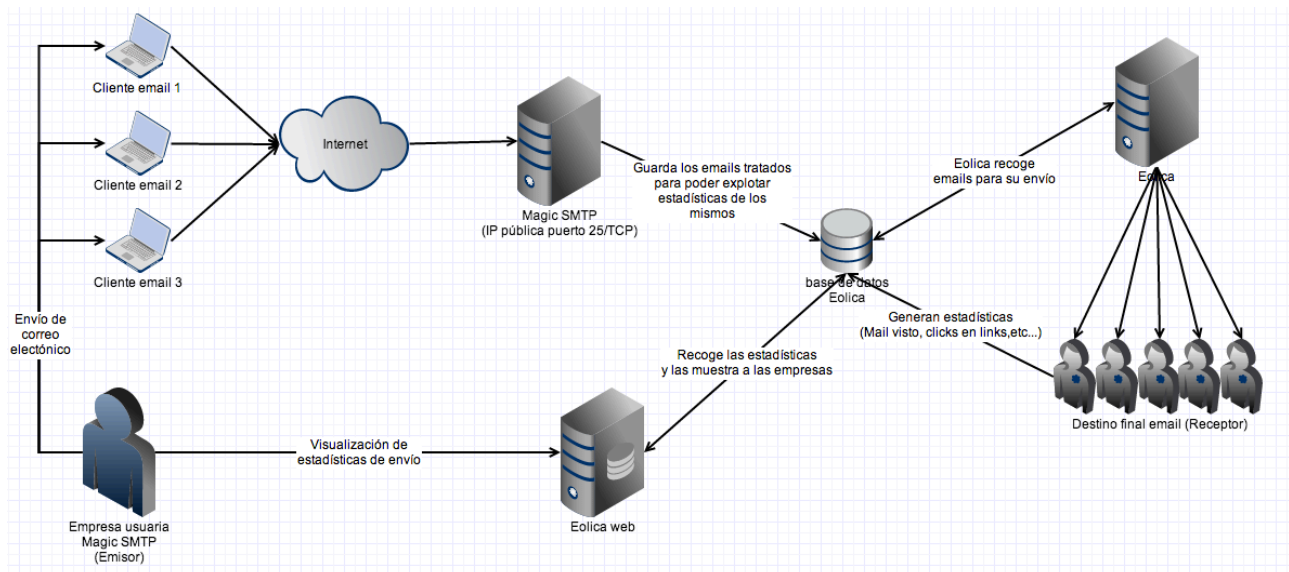 Cliente email 1
Cliente email 2
Cliente email 3
Internet
Magic SMTP
(IP pública puerto 25/TCP)
Guarda los emails tratados
para poder explotar
estadísticas de los
mismos
Eolica recoge
emails para su envío
Eolica
base de datos
Eolica
Generan estadísticas
(Mail visto, clicks en links,etc...)
Destino final email (Receptor)
Envío de
correo
electónico
Recoge las estadísticas
y las muestra a las empresas
Visualización de
estadísticas de envío
Empresa usuaria
Magic SMTP
(Emisor)
Eolica web